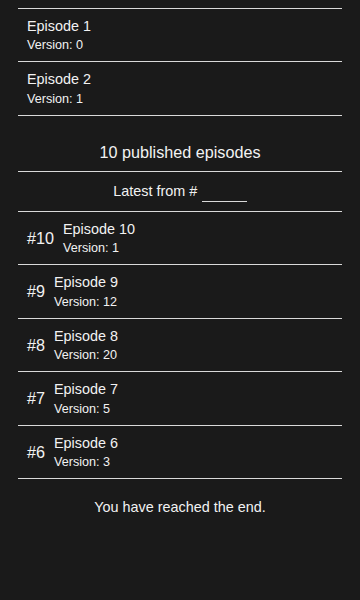 Episode 1
Version: 0
Episode 2
Version: 1
10 published episodes
Latest from #
#10
Episode 10
Version: 1
#9
Episode 9
Version: 12
#8
Episode 8
Version: 20
#7
Episode 7
Version: 5
#6
Episode 6
Version: 3
You have reached the end.